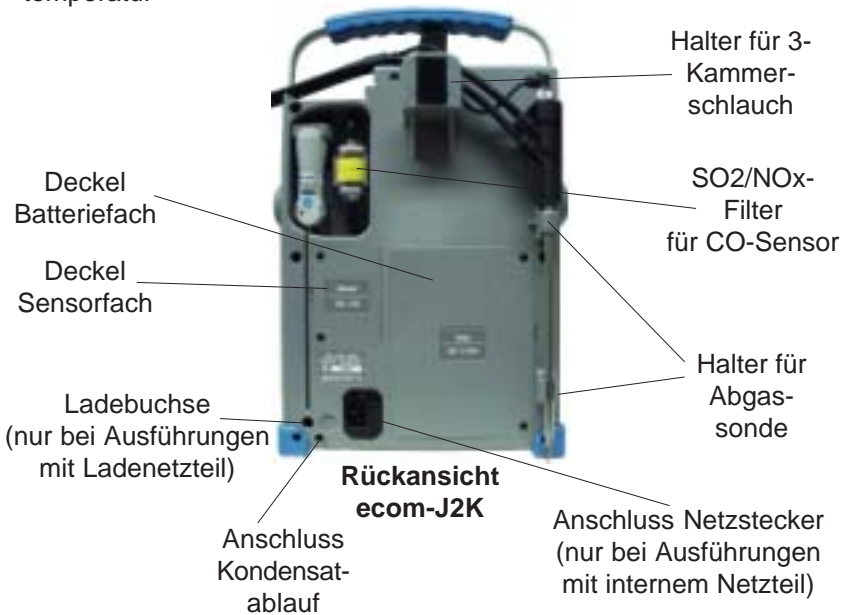 Halter für 3-
Kammer-
schlauch
SO2/NOx-
Filter
für CO-Sensor
Deckel
Batteriefach
Deckel
Sensorfach
Halter für
Abgas-
sonde
Ladebuchse
(nur bei Ausführungen
mit Ladenetzteil)
Rückansicht
ecom-J2K
Anschluss Netzstecker
(nur bei Ausführungen
mit internem Netzteil)
Anschluss
Kondensat-
ablauf